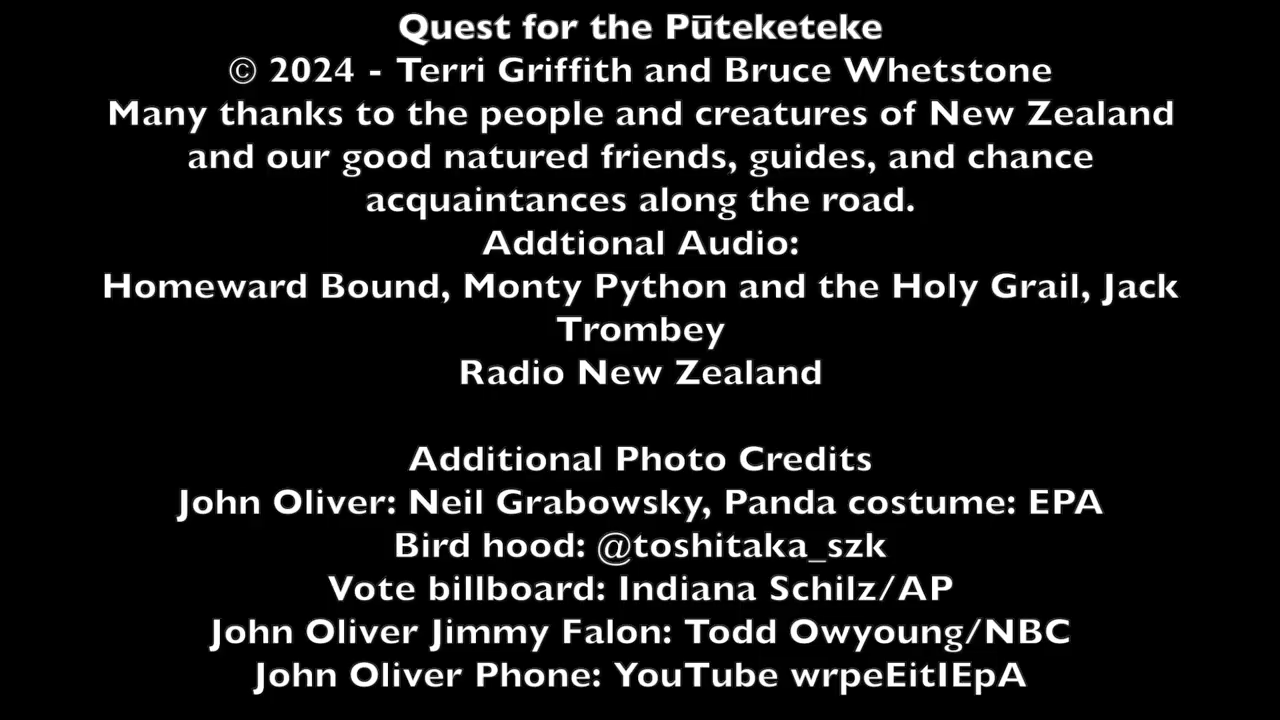 Quest for the Pūteketeke
© 2024 - Terri Griffith and Bruce Whetstone
Many thanks to the people and creatures of New Zealand
and our good natured friends, guides, and chance
acquaintances along the road.
Addtional Audio:
Homeward Bound, Monty Python and the Holy Grail, Jack
Trombey
Radio New Zealand
Additional Photo Credits
John Oliver: Neil Grabowsky, Panda costume: EPA
Bird hood: @toshitaka_szk
Vote billboard: Indiana Schilz/AP
John Oliver Jimmy Falon: Todd Owyoung/NBC
John Oliver Phone: YouTube wrpeEitIEpA